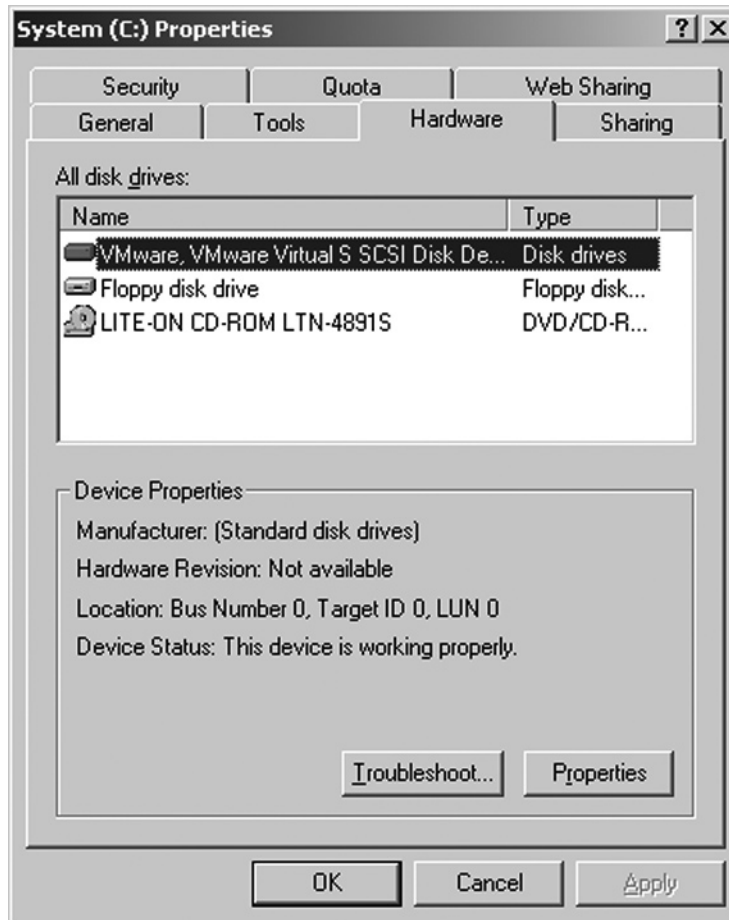 System (C:) Properties
? X
Security Quota Web Sharing
General Tools Hardware Sharing
All disk drives:
Name Type
VMware, VMware Virtual S SCSI Disk De... Disk drives
Floppy disk drive Floppy disk...
LITE-ON CD-ROM LTN-4891S DVD/CD-R...
Device Properties
Manufacturer: (Standard disk drives)
Hardware Revision: Not available
Location: Bus Number 0, Target ID 0, LUN 0
Device Status: This device is working properly.
Troubleshoot... Properties
OK Cancel Apply